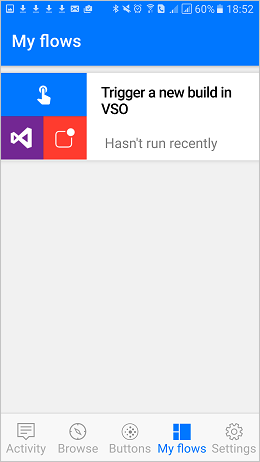 60% 18:52
My flows
Trigger a new build in
VSO
Hasn't run recently
Activity Browse Buttons My flows Settings